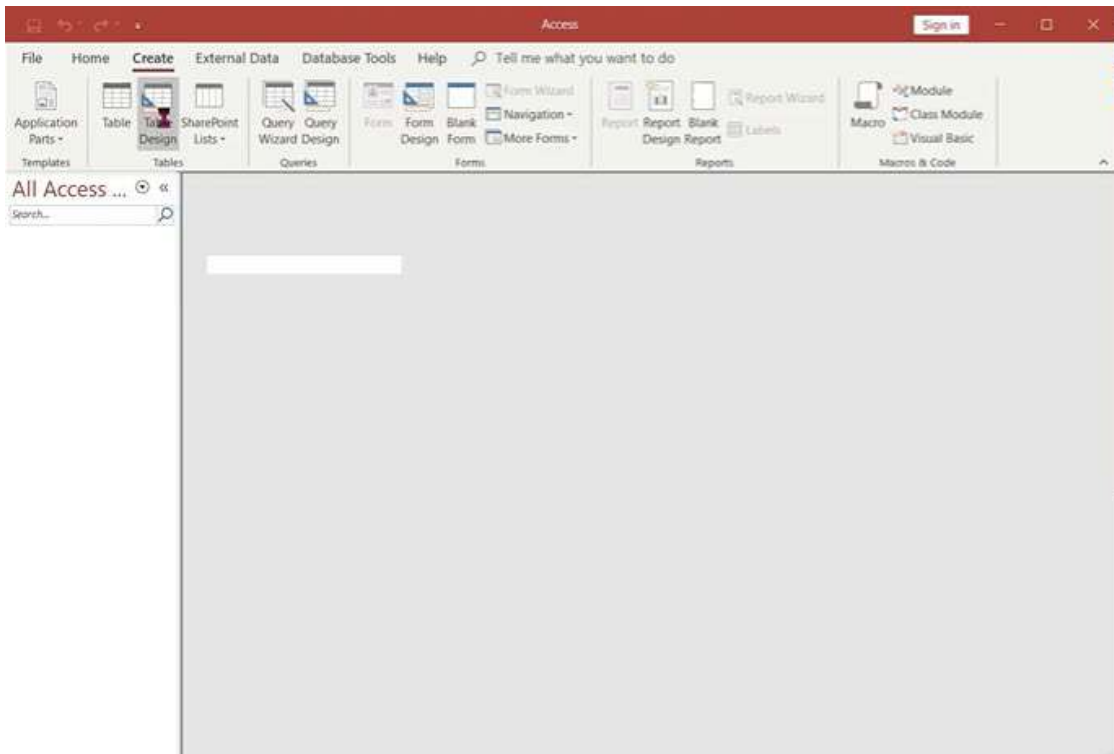 Access
Sign in
File Home Create External Data Database Tools Help Tell me what you want to do
Application Parts
Table
Table Design
SharePoint Lists
Query Wizard
Query Design
Form
Form Design
Blank Form
Form Wizard
Navigation
More Forms
Report
Report Design
Blank Report
Report Wizard
Labels
Macro
Module
Class Module
Visual Basic
Templates Tables Queries Forms Reports Macros & Code
All Access ...
Search...